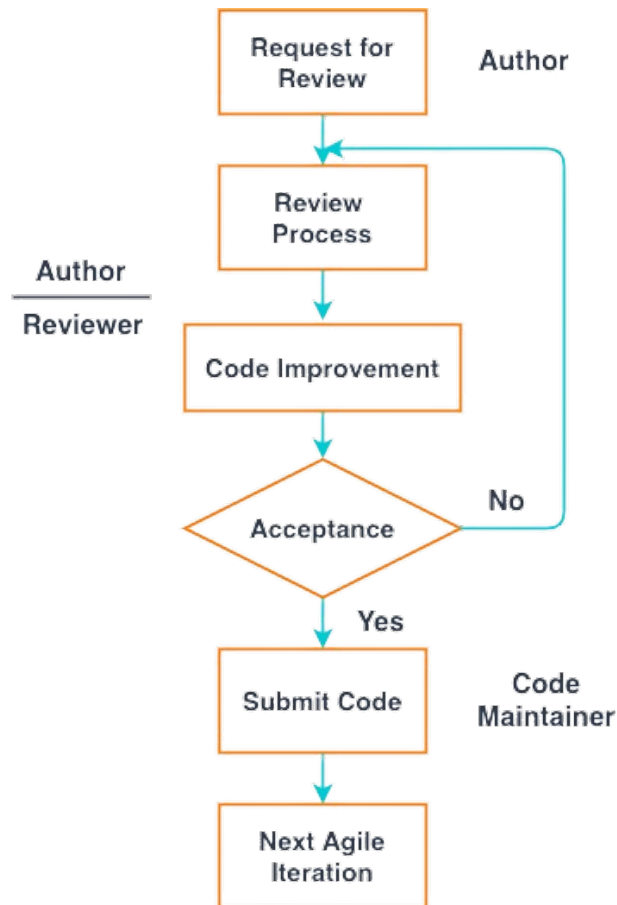 Request for
Review
Author
Review
Process
Author
Reviewer
Code Improvement
Acceptance
No
Yes
Submit Code
Code
Maintainer
Next Agile
Iteration